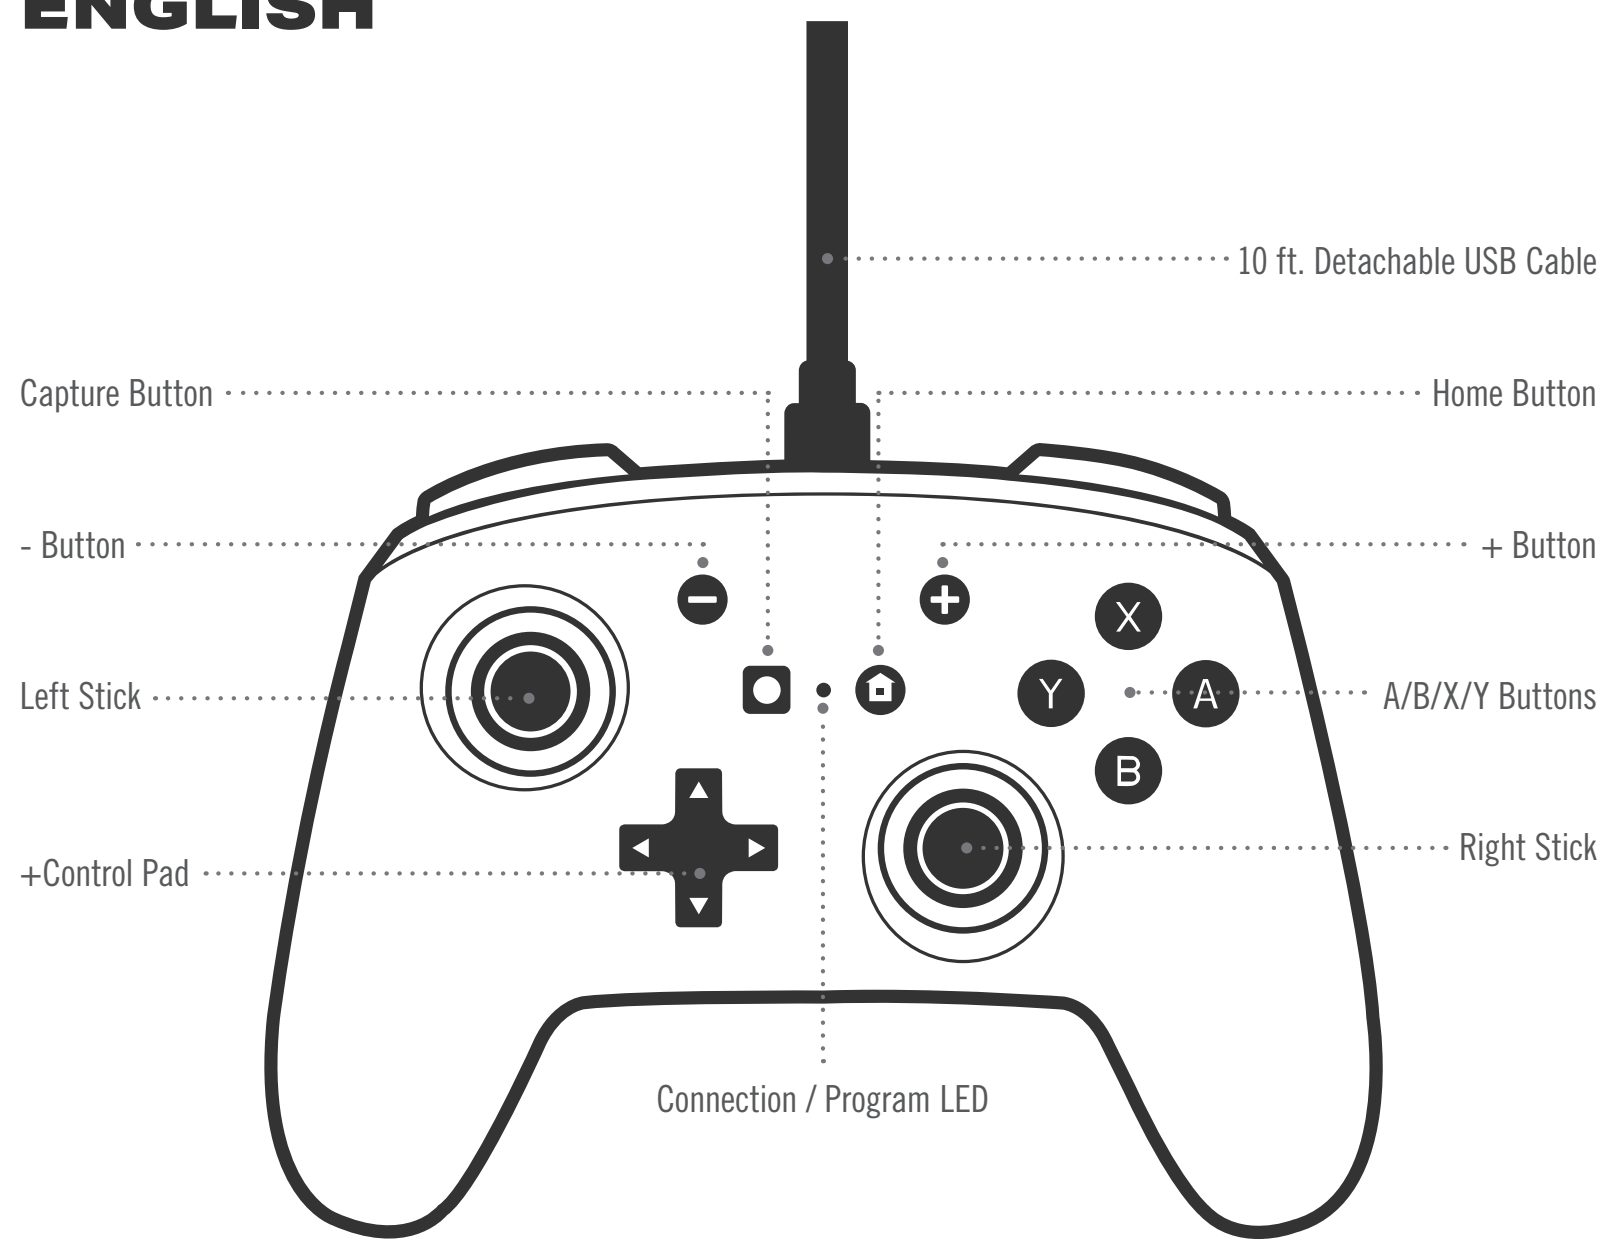 ENGLISH
10 ft. Detachable USB Cable
Capture Button
Home Button
- Button
+ Button
X
Left Stick
Y
A
A/B/X/Y Buttons
B
+Control Pad
Right Stick
Connection / Program LED